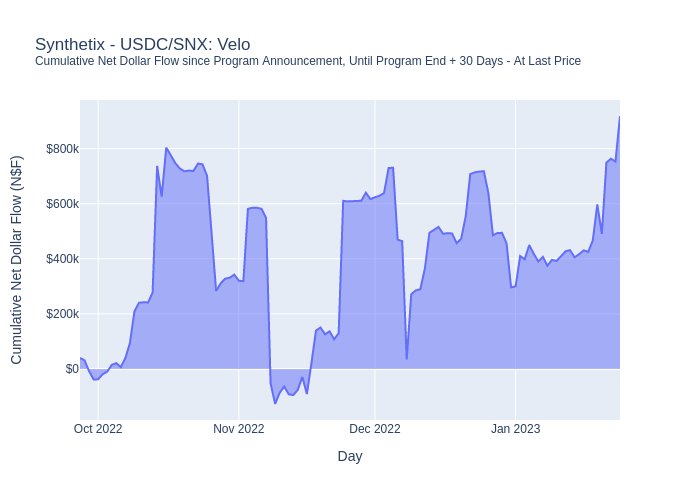 Synthetix - USDC/SNX: Velo
Cumulative Net Dollar Flow since Program Announcement, Until Program End + 30 Days - At Last Price
Cumulative Net Dollar Flow (N$F)
$800k
$600k
$400k
$200k
$0
Oct 2022
Nov 2022
Dec 2022
Jan 2023
Day